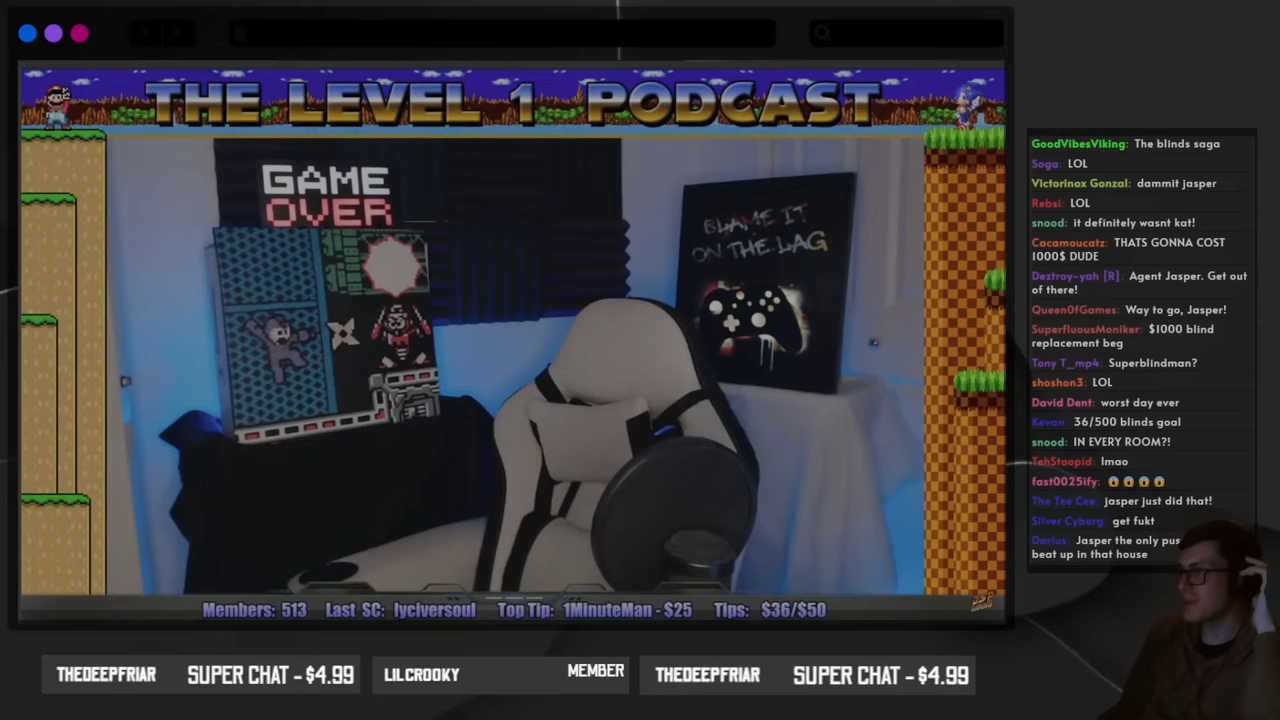 THE LEVEL 1 PODCAST
GAME
OVER
BLAME IT
ON THE LAG
GoodVibesViking: The blinds saga
Soga: LOL
Victorinox Gonzal: dammit jasper
Rebsi: LOL
snood: it definitely wasnt kat!
Cacamoucatz: THATS GONNA COST
1000$ DUDE
Deztroy-yah [R]: Agent Jasper. Get out
of there!
QueenOfGames: Way to go, Jasper!
SuperfluousMoniker: $1000 blind
replacement beg
Tony T_mp4: Superblindman?
shoshon3: LOL
David Dent: worst day ever
Kevan: 36/500 blinds goal
snood: IN EVERY ROOM?!
TehStoopid: lmao
fast0025ify: 😱😱😱😱
The Tee Cee: jasper just did that!
Silver Cyborg: get fukt
Darius: Jasper the only
beat up in that house
Members: 513 Last SC: lyciversoul Top Tip: 1MinuteMan - $25 Tips: $36/$50
THEDEEPFRIAR SUPER CHAT - $4.99 LILCROOKY MEMBER THEDEEPFRIAR SUPER CHAT - $4.99